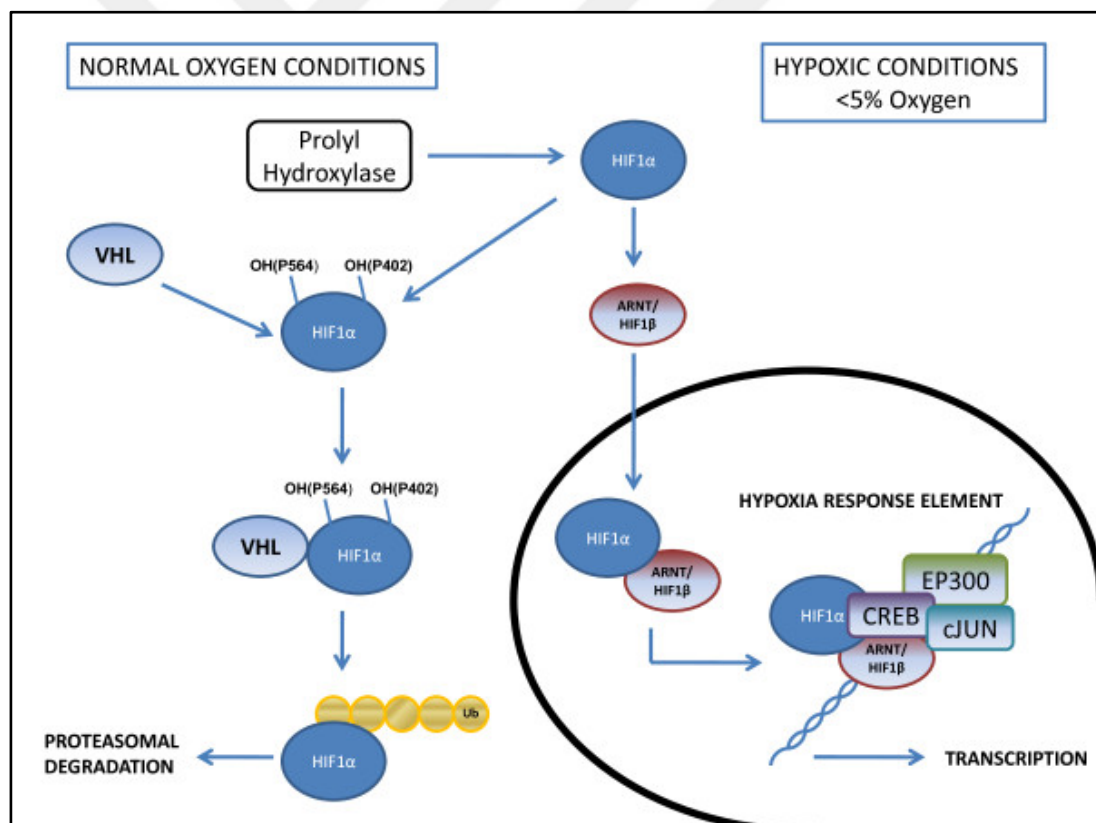 NORMAL OXYGEN CONDITIONS
HYPOXIC CONDITIONS
<5% Oxygen
Prolyl
Hydroxylase
HIF1α
VHL
OH(P564)
OH(P402)
HIF1α
ARNT/
HIF1β
OH(P564)
OH(P402)
VHL
HIF1α
HIF1α
ARNT/
HIF1β
HYPOXIA RESPONSE ELEMENT
EP300
HIF1α
CREB
cJUN
ARNT/
HIF1β
Ub
HIF1α
PROTEASOMAL
DEGRADATION
TRANSCRIPTION